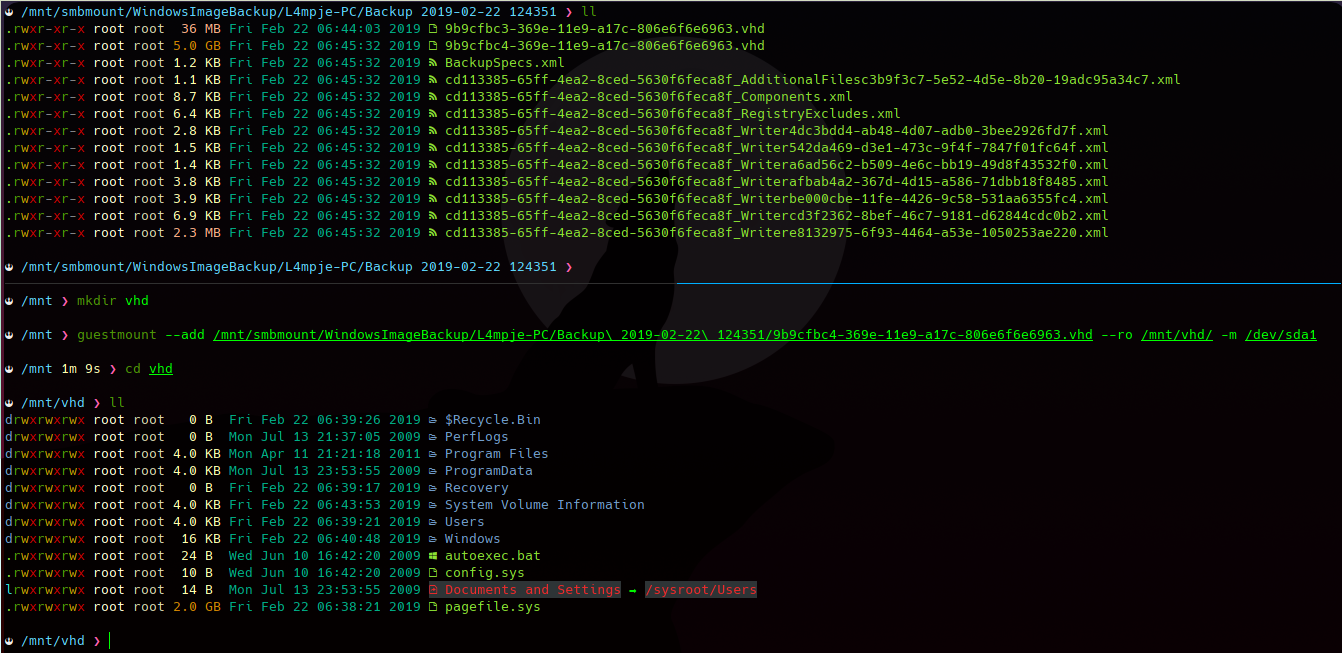 /mnt/smbmount/WindowsImageBackup/L4mpje-PC/Backup 2019-02-22 124351 ❯ ll
.rwxr-xr-x root root  36 MB Fri Feb 22 06:44:03 2019 9b9cfbc3-369e-11e9-a17c-806e6f6e6963.vhd
.rwxr-xr-x root root 5.0 GB Fri Feb 22 06:45:32 2019 9b9cfbc4-369e-11e9-a17c-806e6f6e6963.vhd
.rwxr-xr-x root root 1.2 KB Fri Feb 22 06:45:32 2019 BackupSpecs.xml
.rwxr-xr-x root root 1.1 KB Fri Feb 22 06:45:32 2019 cd113385-65ff-4ea2-8ced-5630f6feca8f_AdditionalFilesc3b9f3c7-5e52-4d5e-8b20-19adc95a34c7.xml
.rwxr-xr-x root root 8.7 KB Fri Feb 22 06:45:32 2019 cd113385-65ff-4ea2-8ced-5630f6feca8f_Components.xml
.rwxr-xr-x root root 6.4 KB Fri Feb 22 06:45:32 2019 cd113385-65ff-4ea2-8ced-5630f6feca8f_RegistryExcludes.xml
.rwxr-xr-x root root 2.8 KB Fri Feb 22 06:45:32 2019 cd113385-65ff-4ea2-8ced-5630f6feca8f_Writer4dc3bdd4-ab48-4d07-adb0-3bee2926fd7f.xml
.rwxr-xr-x root root 1.5 KB Fri Feb 22 06:45:32 2019 cd113385-65ff-4ea2-8ced-5630f6feca8f_Writer542da469-d3e1-473c-9f4f-7847f01fc64f.xml
.rwxr-xr-x root root 1.4 KB Fri Feb 22 06:45:32 2019 cd113385-65ff-4ea2-8ced-5630f6feca8f_Writera6ad56c2-b509-4e6c-bb19-49d8f43532f0.xml
.rwxr-xr-x root root 3.8 KB Fri Feb 22 06:45:32 2019 cd113385-65ff-4ea2-8ced-5630f6feca8f_Writerafbab4a2-367d-4d15-a586-71dbb18f8485.xml
.rwxr-xr-x root root 3.9 KB Fri Feb 22 06:45:32 2019 cd113385-65ff-4ea2-8ced-5630f6feca8f_Writerbe000cbe-11fe-4426-9c58-531aa6355fc4.xml
.rwxr-xr-x root root 6.9 KB Fri Feb 22 06:45:32 2019 cd113385-65ff-4ea2-8ced-5630f6feca8f_Writercd3f2362-8bef-46c7-9181-d62844cdc0b2.xml
.rwxr-xr-x root root 2.3 MB Fri Feb 22 06:45:32 2019 cd113385-65ff-4ea2-8ced-5630f6feca8f_Writere8132975-6f93-4464-a53e-1050253ae220.xml
/mnt/smbmount/WindowsImageBackup/L4mpje-PC/Backup 2019-02-22 124351 ❯
/mnt ❯ mkdir vhd
/mnt ❯ guestmount --add /mnt/smbmount/WindowsImageBackup/L4mpje-PC/Backup\ 2019-02-22\ 124351/9b9cfbc4-369e-11e9-a17c-806e6f6e6963.vhd --ro /mnt/vhd/ -m /dev/sda1
/mnt 1m 9s ❯ cd vhd
/mnt/vhd ❯ ll
drwxrwxrwx root root   0 B  Fri Feb 22 06:39:26 2019 $Recycle.Bin
drwxrwxrwx root root   0 B  Mon Jul 13 21:37:05 2009 PerfLogs
drwxrwxrwx root root 4.0 KB Mon Apr 11 21:21:18 2011 Program Files
drwxrwxrwx root root 4.0 KB Mon Jul 13 23:53:55 2009 ProgramData
drwxrwxrwx root root   0 B  Fri Feb 22 06:39:17 2019 Recovery
drwxrwxrwx root root 4.0 KB Fri Feb 22 06:43:53 2019 System Volume Information
drwxrwxrwx root root 4.0 KB Fri Feb 22 06:39:21 2019 Users
drwxrwxrwx root root  16 KB Fri Feb 22 06:40:48 2019 Windows
.rwxrwxrwx root root  24 B  Wed Jun 10 16:42:20 2009 autoexec.bat
.rwxrwxrwx root root  10 B  Wed Jun 10 16:42:20 2009 config.sys
lrwxrwxrwx root root  14 B  Mon Jul 13 23:53:55 2009 Documents and Settings → /sysroot/Users
.rwxrwxrwx root root 2.0 GB Fri Feb 22 06:38:21 2019 pagefile.sys
/mnt/vhd ❯